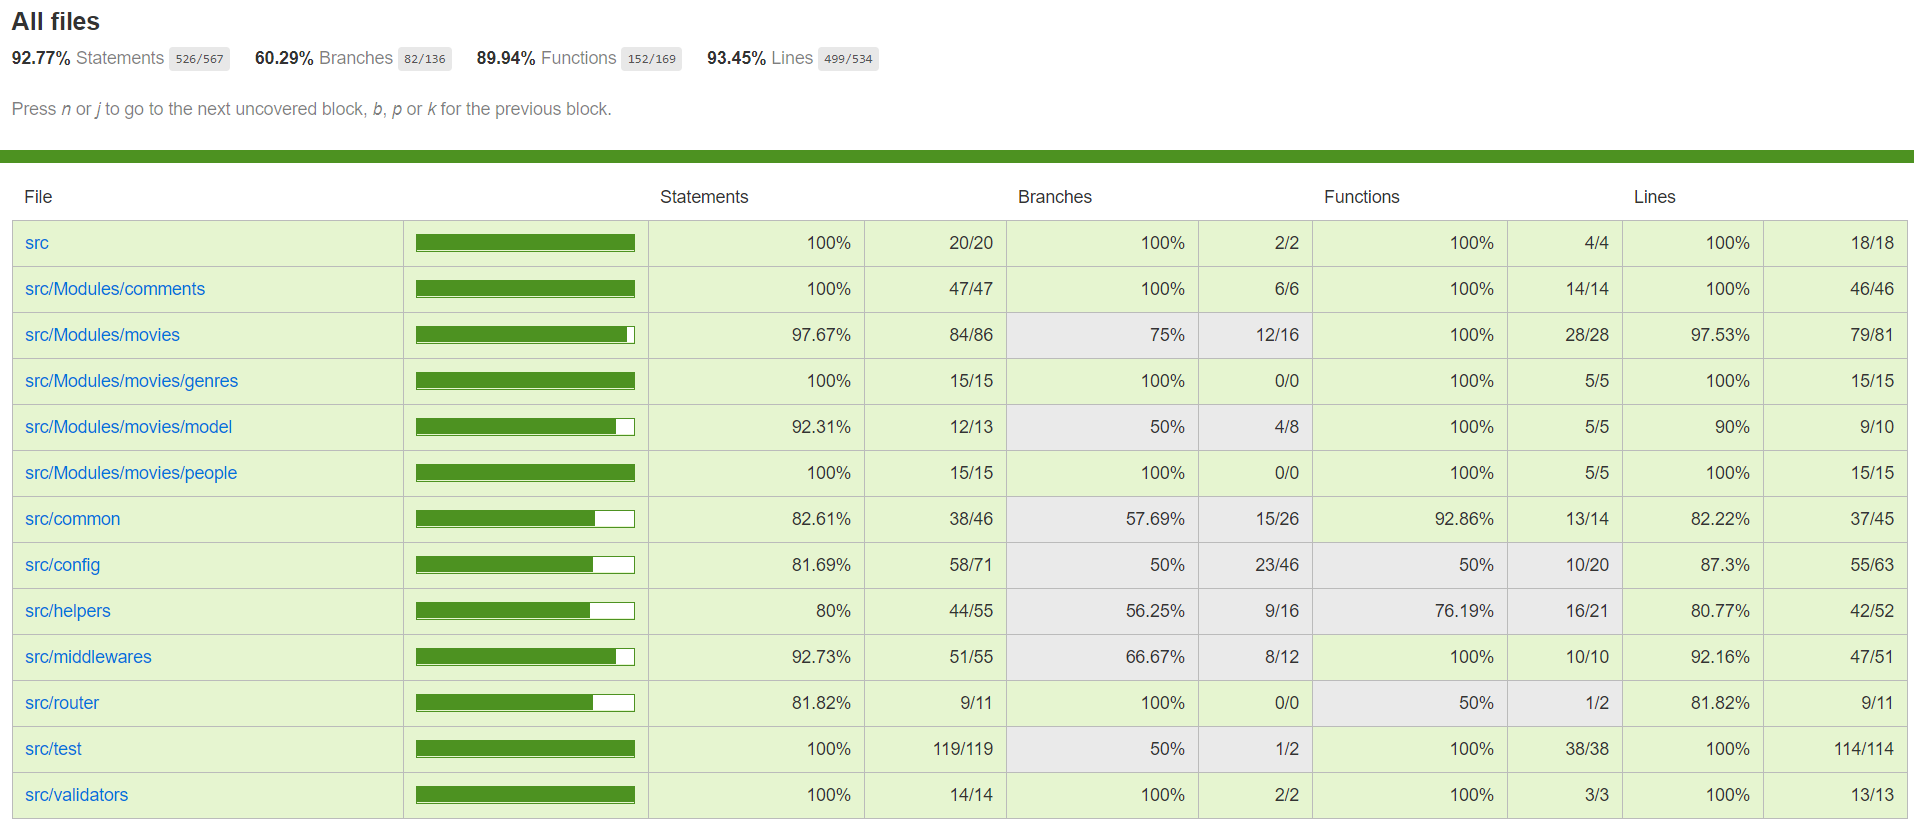 All files
92.77% Statements 526/567 60.29% Branches 82/136 89.94% Functions 152/169 93.45% Lines 499/534
Press n or j to go to the next uncovered block, b, p or k for the previous block.
File Statements Branches Functions Lines
src 100% 20/20 100% 2/2 100% 4/4 100% 18/18
src/Modules/comments 100% 47/47 100% 6/6 100% 14/14 100% 46/46
src/Modules/movies 97.67% 84/86 75% 12/16 100% 28/28 97.53% 79/81
src/Modules/movies/genres 100% 15/15 100% 0/0 100% 5/5 100% 15/15
src/Modules/movies/model 92.31% 12/13 50% 4/8 100% 5/5 90% 9/10
src/Modules/movies/people 100% 15/15 100% 0/0 100% 5/5 100% 15/15
src/common 82.61% 38/46 57.69% 15/26 92.86% 13/14 82.22% 37/45
src/config 81.69% 58/71 50% 23/46 50% 10/20 87.3% 55/63
src/helpers 80% 44/55 56.25% 9/16 76.19% 16/21 80.77% 42/52
src/middlewares 92.73% 51/55 66.67% 8/12 100% 10/10 92.16% 47/51
src/router 81.82% 9/11 100% 0/0 50% 1/2 81.82% 9/11
src/test 100% 119/119 50% 1/2 100% 38/38 100% 114/114
src/validators 100% 14/14 100% 2/2 100% 3/3 100% 13/13